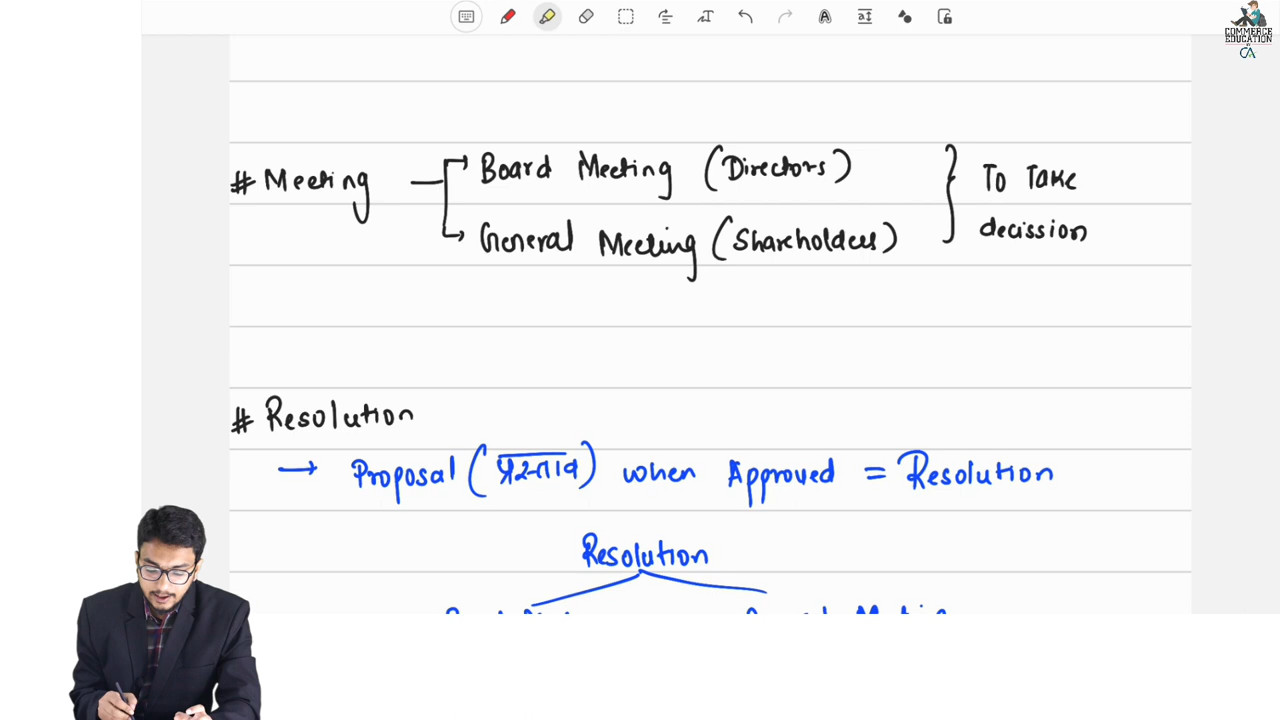 COMMERCE
EDUCATION
BY
CA
# Meeting
Board Meeting (Directors)
General Meeting (Shareholders)
To Take
decission
# Resolution
→ Proposal (प्रस्ताव) when Approved = Resolution
Resolution